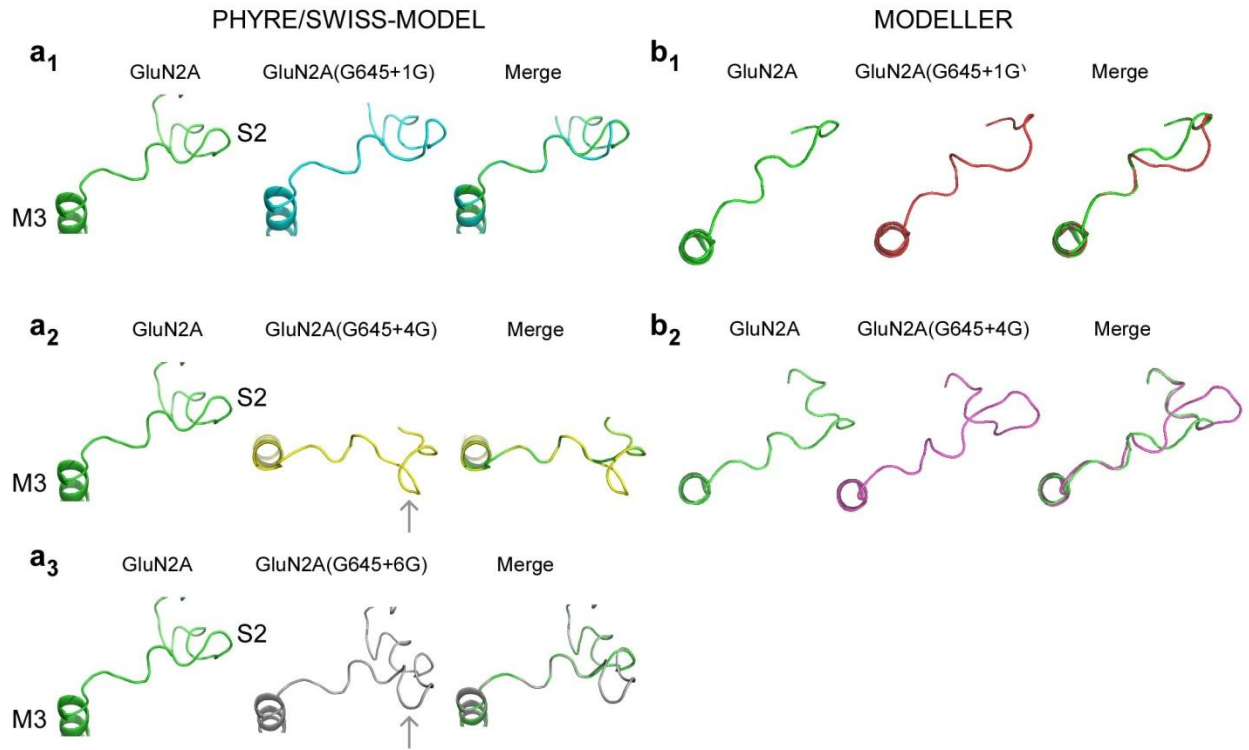 PHYRE/SWISS-MODEL
a1
GluN2A GluN2A(G645+1G) Merge
S2
M3
a2
GluN2A GluN2A(G645+4G) Merge
S2
M3
a3
GluN2A GluN2A(G645+6G) Merge
S2
M3
MODELLER
b1
GluN2A GluN2A(G645+1G) Merge
b2
GluN2A GluN2A(G645+4G) Merge